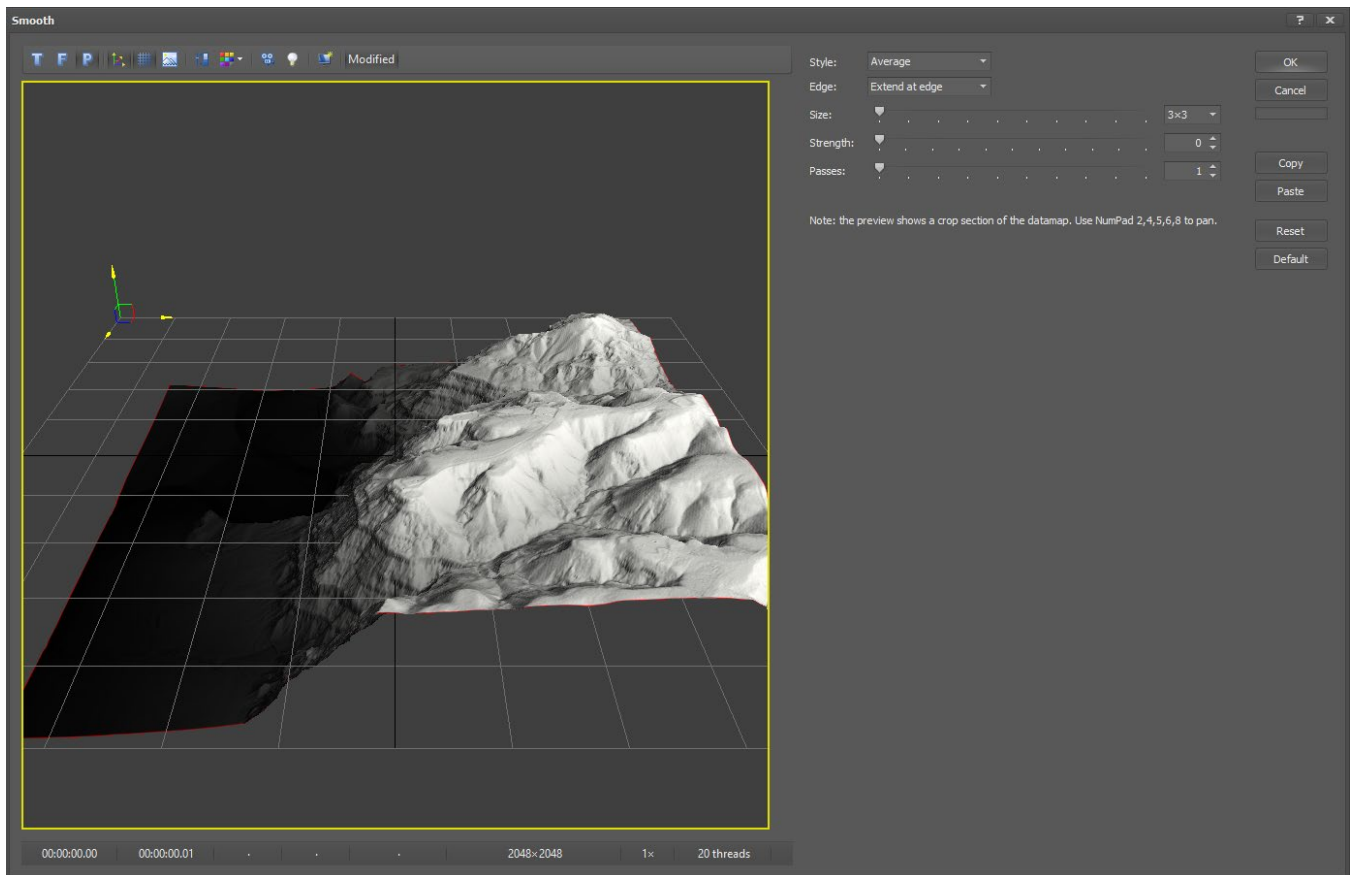 Smooth
? x
T F P Modified
Style: Average
OK
Edge: Extend at edge
Cancel
Size: 3×3
Strength: 0
Passes: 1
Copy
Paste
Note: the preview shows a crop section of the datamap. Use NumPad 2,4,5,6,8 to pan.
Reset
Default
00:00:00.00 00:00:00.01 . . . 2048×2048 1× 20 threads